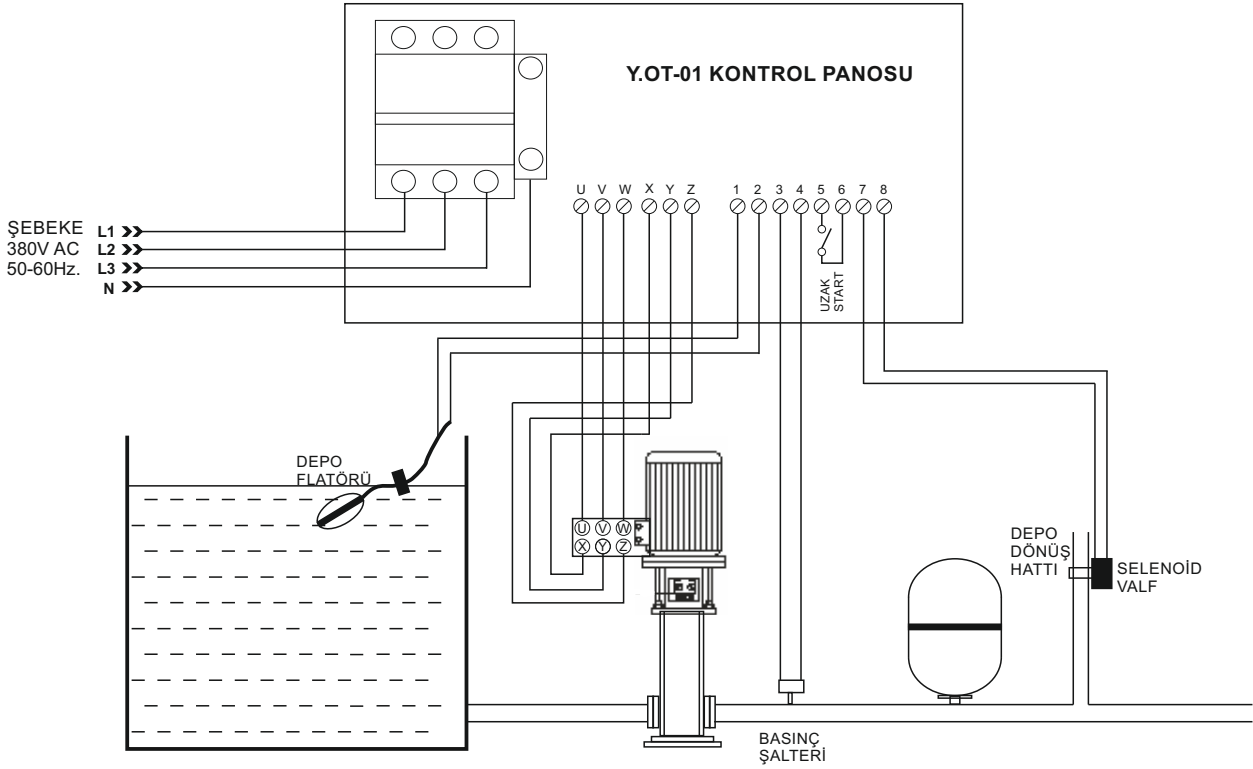 Y.OT-01 KONTROL PANOSU
U V W X Y Z 1 2 3 4 5 6 7 8
ŞEBEKE
380V AC
50-60Hz.
L1
L2
L3
N
UZAK
START
DEPO
FLATÖRÜ
U V W
X Y Z
DEPO
DÖNÜŞ
HATTI
SELENOİD
VALF
BASINÇ
ŞALTERİ